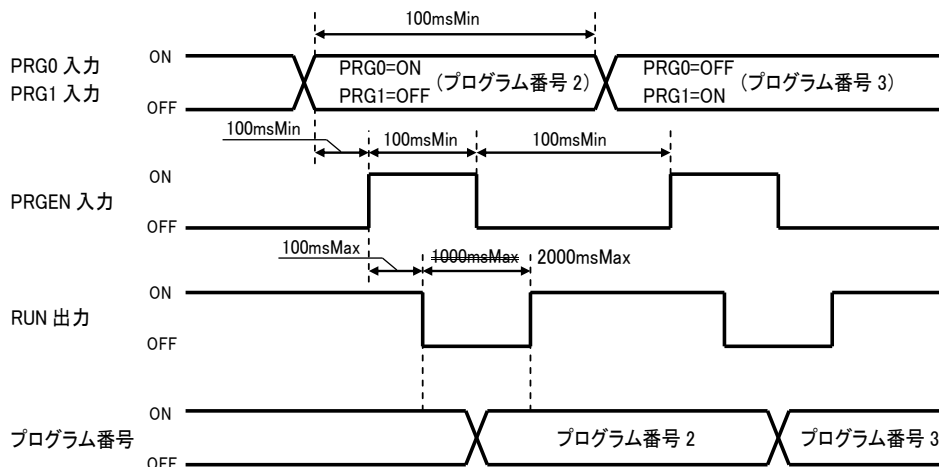 100msMin
PRG0 入力
PRG1 入力
ON
OFF
PRG0=ON
PRG1=OFF
(プログラム番号 2)
PRG0=OFF
PRG1=ON
(プログラム番号 3)
100msMin
100msMin
100msMin
PRGEN 入力
ON
OFF
100msMax
1000msMax 2000msMax
RUN 出力
ON
OFF
プログラム番号
ON
OFF
プログラム番号 2
プログラム番号 3